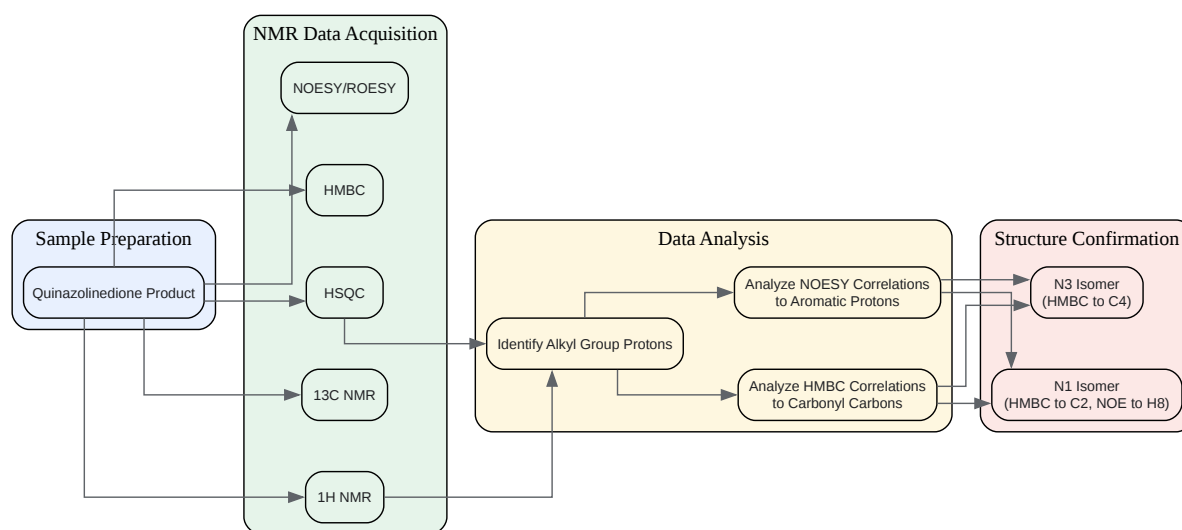 Sample Preparation
Quinazolinedione Product
NMR Data Acquisition
NOESY/ROESY
HMBC
HSQC
13C NMR
1H NMR
Data Analysis
Identify Alkyl Group Protons
Analyze NOESY Correlations
to Aromatic Protons
Analyze HMBC Correlations
to Carbonyl Carbons
Structure Confirmation
N3 Isomer
(HMBC to C4)
N1 Isomer
(HMBC to C2, NOE to H8)